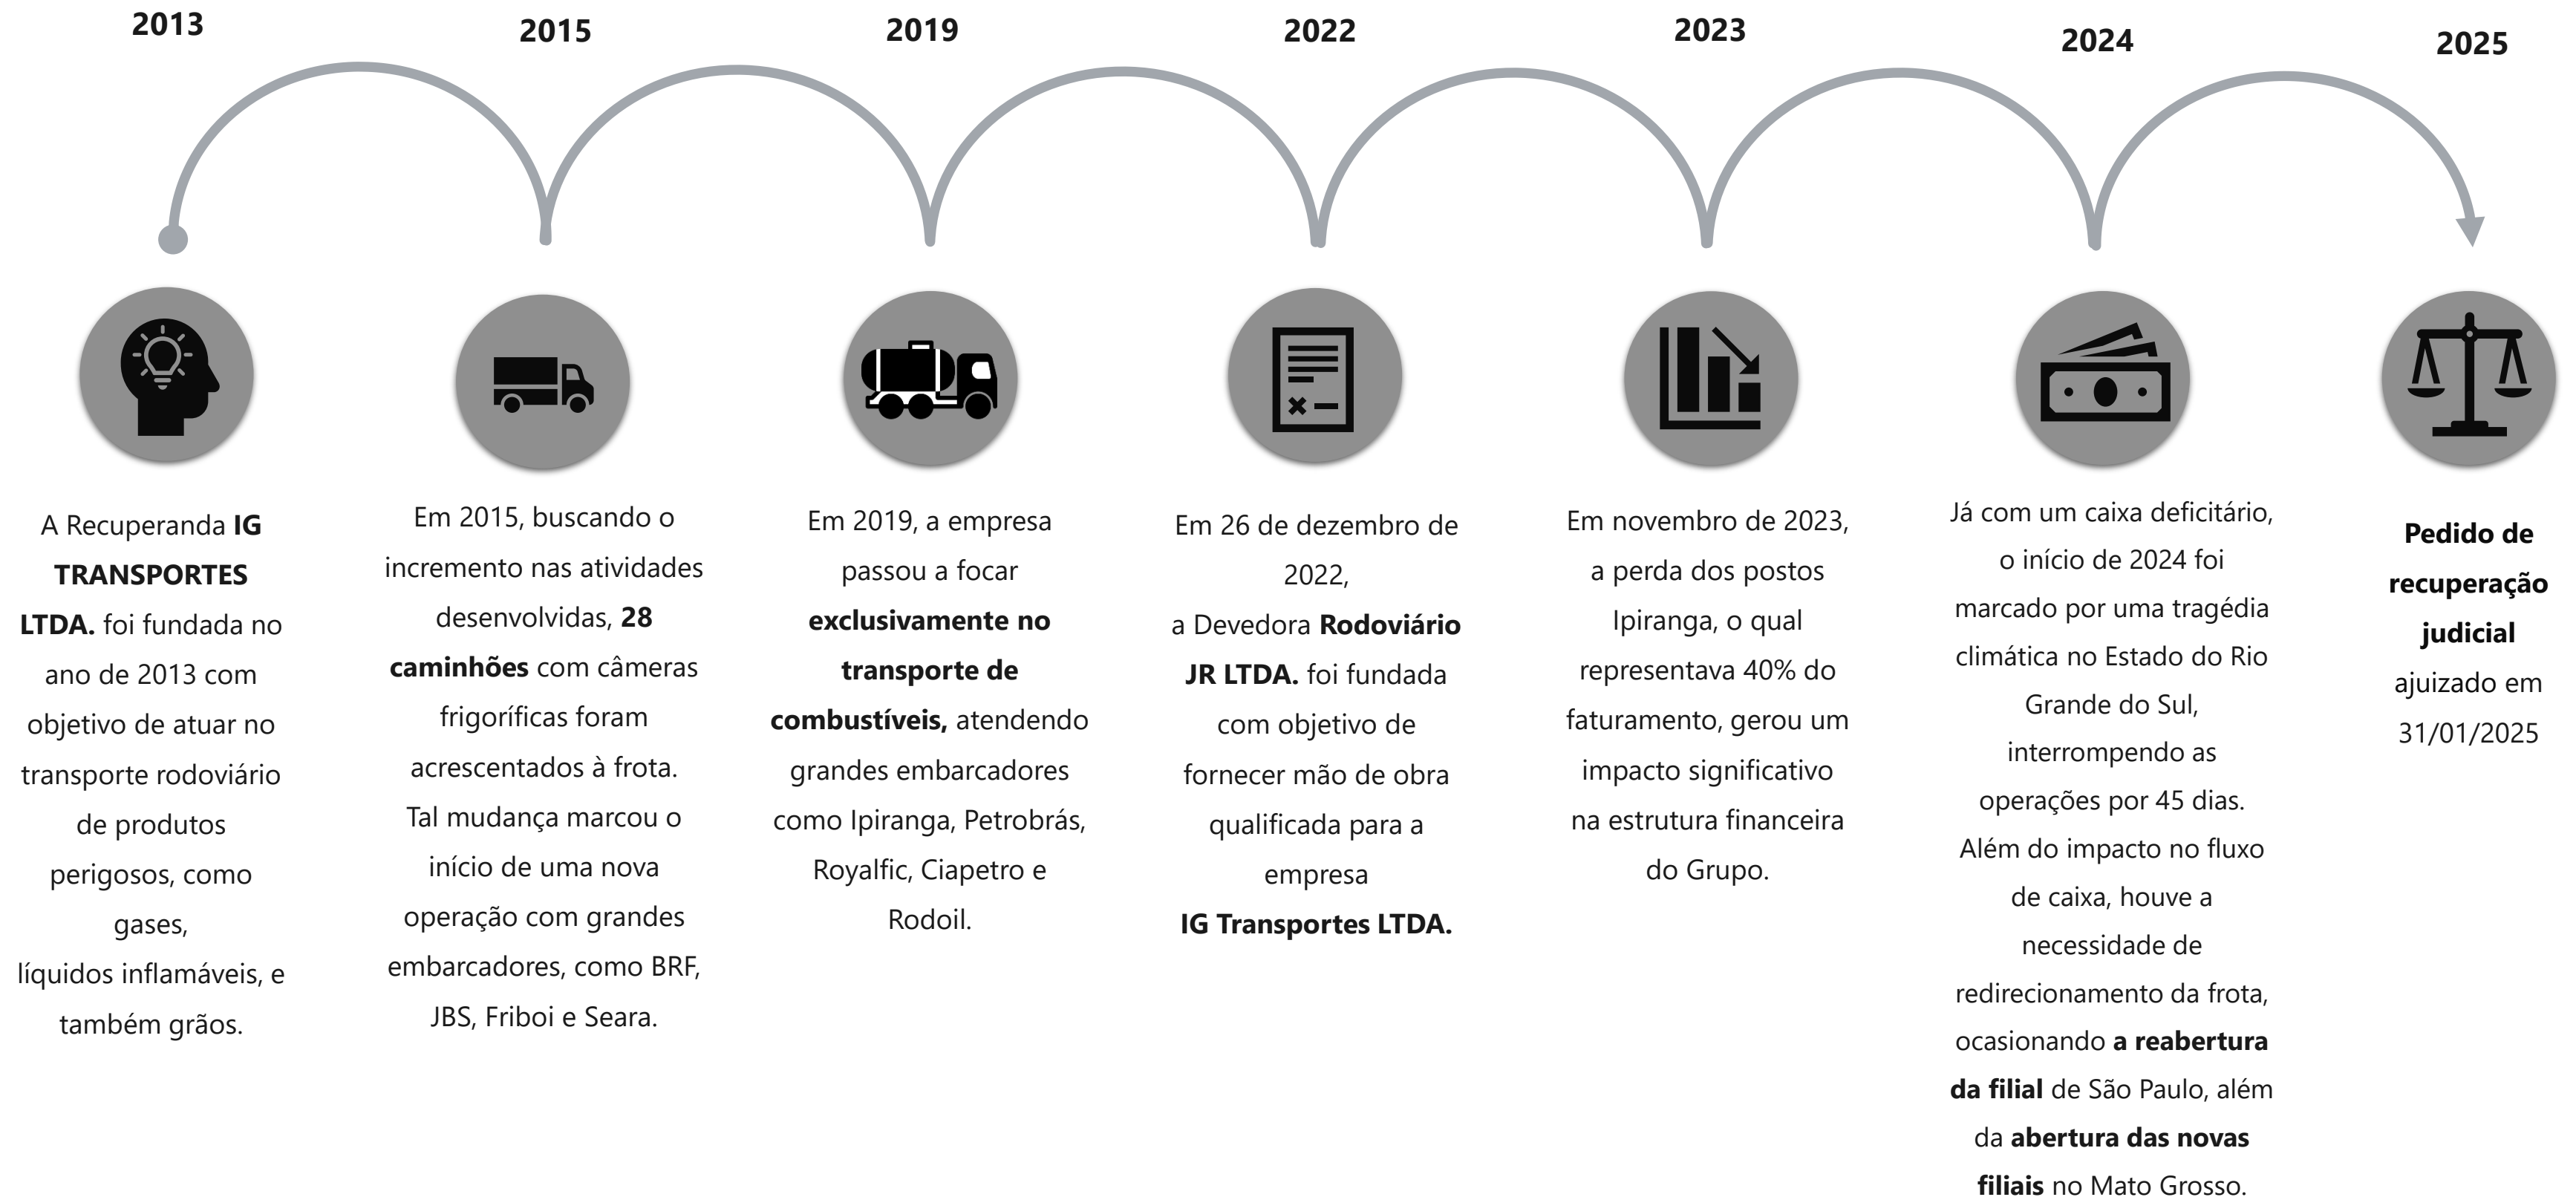 2013
2015
2019
2022
2023
2024
2025
A Recuperanda IG
TRANSPORTES
LTDA. foi fundada no
ano de 2013 com
objetivo de atuar no
transporte rodoviário
de produtos
perigosos, como
gases,
líquidos inflamáveis, e
também grãos.
Em 2015, buscando o
incremento nas atividades
desenvolvidas, 28
caminhões com câmeras
frigoríficas foram
acrescentados à frota.
Tal mudança marcou o
início de uma nova
operação com grandes
embarcadores, como BRF,
JBS, Friboi e Seara.
Em 2019, a empresa
passou a focar
exclusivamente no
transporte de
combustíveis, atendendo
grandes embarcadores
como Ipiranga, Petrobrás,
Royalfic, Ciapetro e
Rodoil.
Em 26 de dezembro de
2022,
a Devedora Rodoviário
JR LTDA. foi fundada
com objetivo de
fornecer mão de obra
qualificada para a
empresa
IG Transportes LTDA.
Em novembro de 2023,
a perda dos postos
Ipiranga, o qual
representava 40% do
faturamento, gerou um
impacto significativo
na estrutura financeira
do Grupo.
Já com um caixa deficitário,
o início de 2024 foi
marcado por uma tragédia
climática no Estado do Rio
Grande do Sul,
interrompendo as
operações por 45 dias.
Além do impacto no fluxo
de caixa, houve a
necessidade de
redirecionamento da frota,
ocasionando a reabertura
da filial de São Paulo, além
da abertura das novas
filiais no Mato Grosso.
Pedido de
recuperação
judicial
ajuizado em
31/01/2025